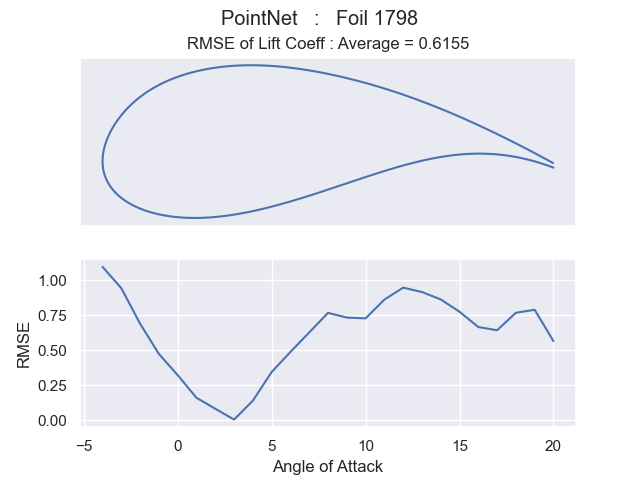 PointNet : Foil 1798
RMSE of Lift Coeff : Average = 0.6155
1.00
0.75
0.50
0.25
0.00
RMSE
−5 0 5 10 15 20
Angle of Attack